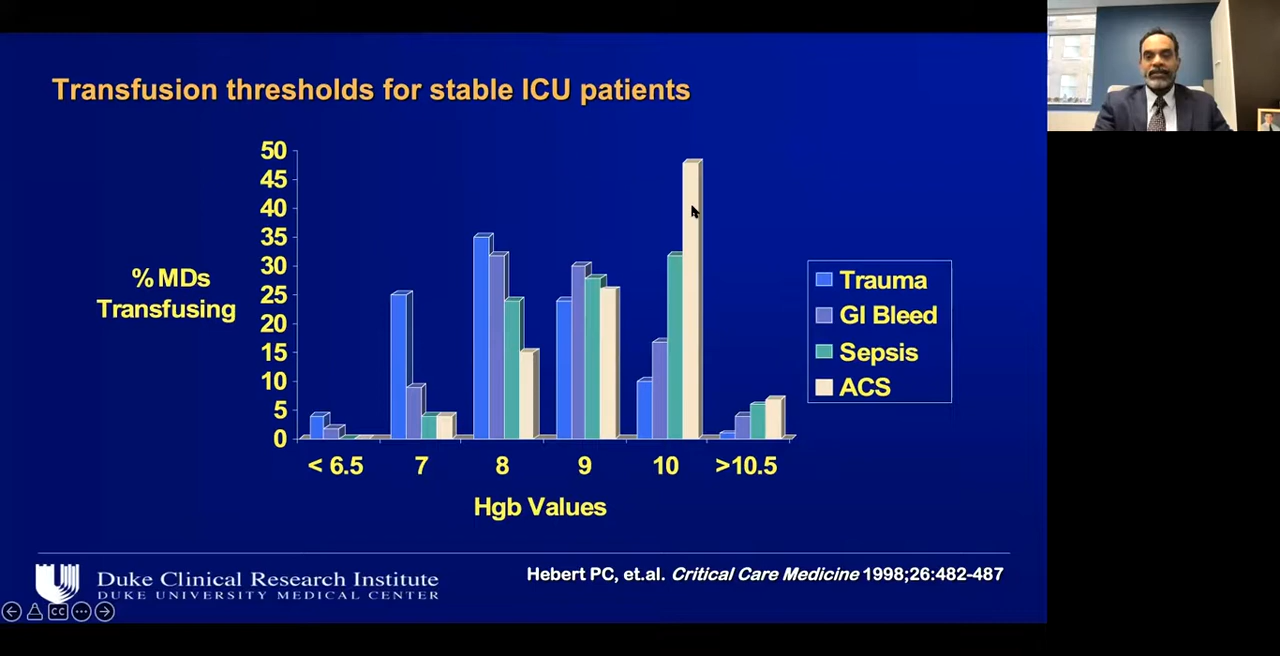 Transfusion thresholds for stable ICU patients
50
45
40
35
30
25
20
15
10
5
0
% MDs
Transfusing
< 6.5 7 8 9 10 >10.5
Hgb Values
Trauma
GI Bleed
Sepsis
ACS
Duke Clinical Research Institute
DUKE UNIVERSITY MEDICAL CENTER
Hebert PC, et.al. Critical Care Medicine 1998;26:482-487
CC